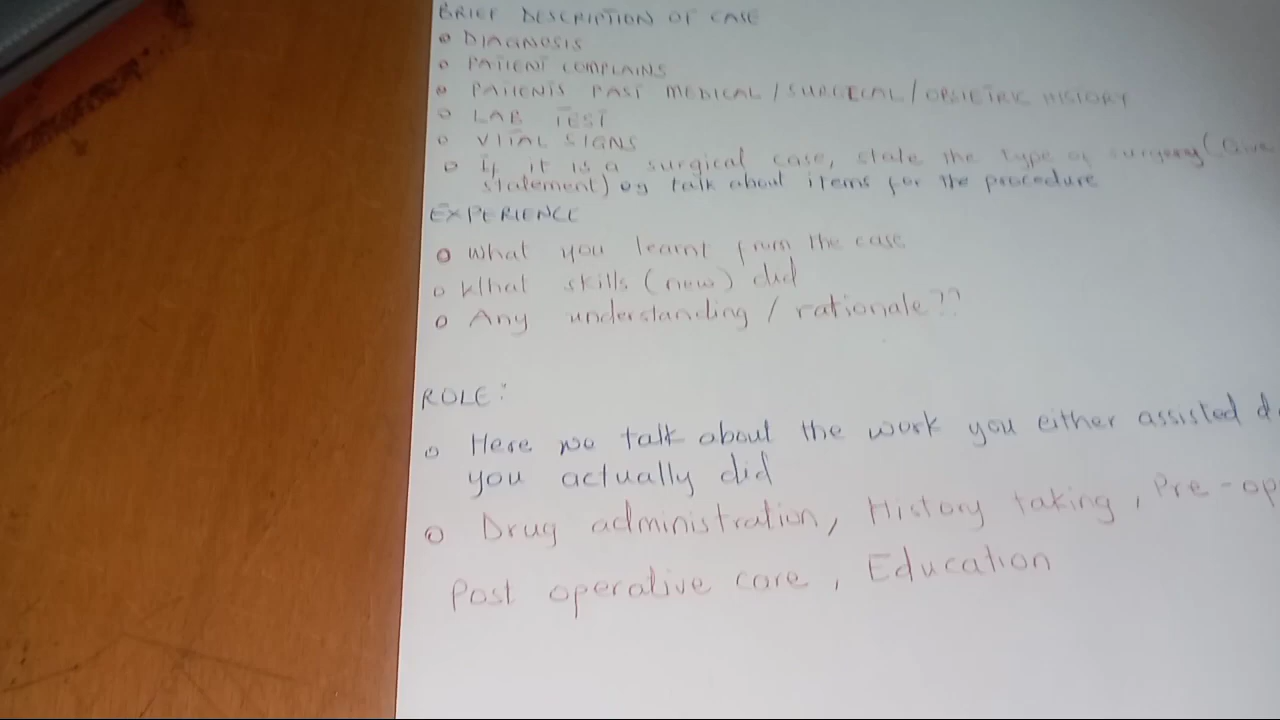 BRIEF DESCRIPTION OF CASE
o DIAGNOSIS
o PATIENT COMPLAINS
o PATIENTS PAST MEDICAL/SURGICAL/OBSTETRIC HISTORY
o LAB TEST
o VITAL SIGNS
o if it is a surgical case, state the type of surgery (Give
statement) or talk about items for the procedure
EXPERIENCE
o What you learnt from the case
o What skills (new) did
o Any understanding / rationale??
ROLE:
o Here we talk about the work you either assisted
you actually did
o Drug administration, History taking, Pre-op
Post operative care, Education